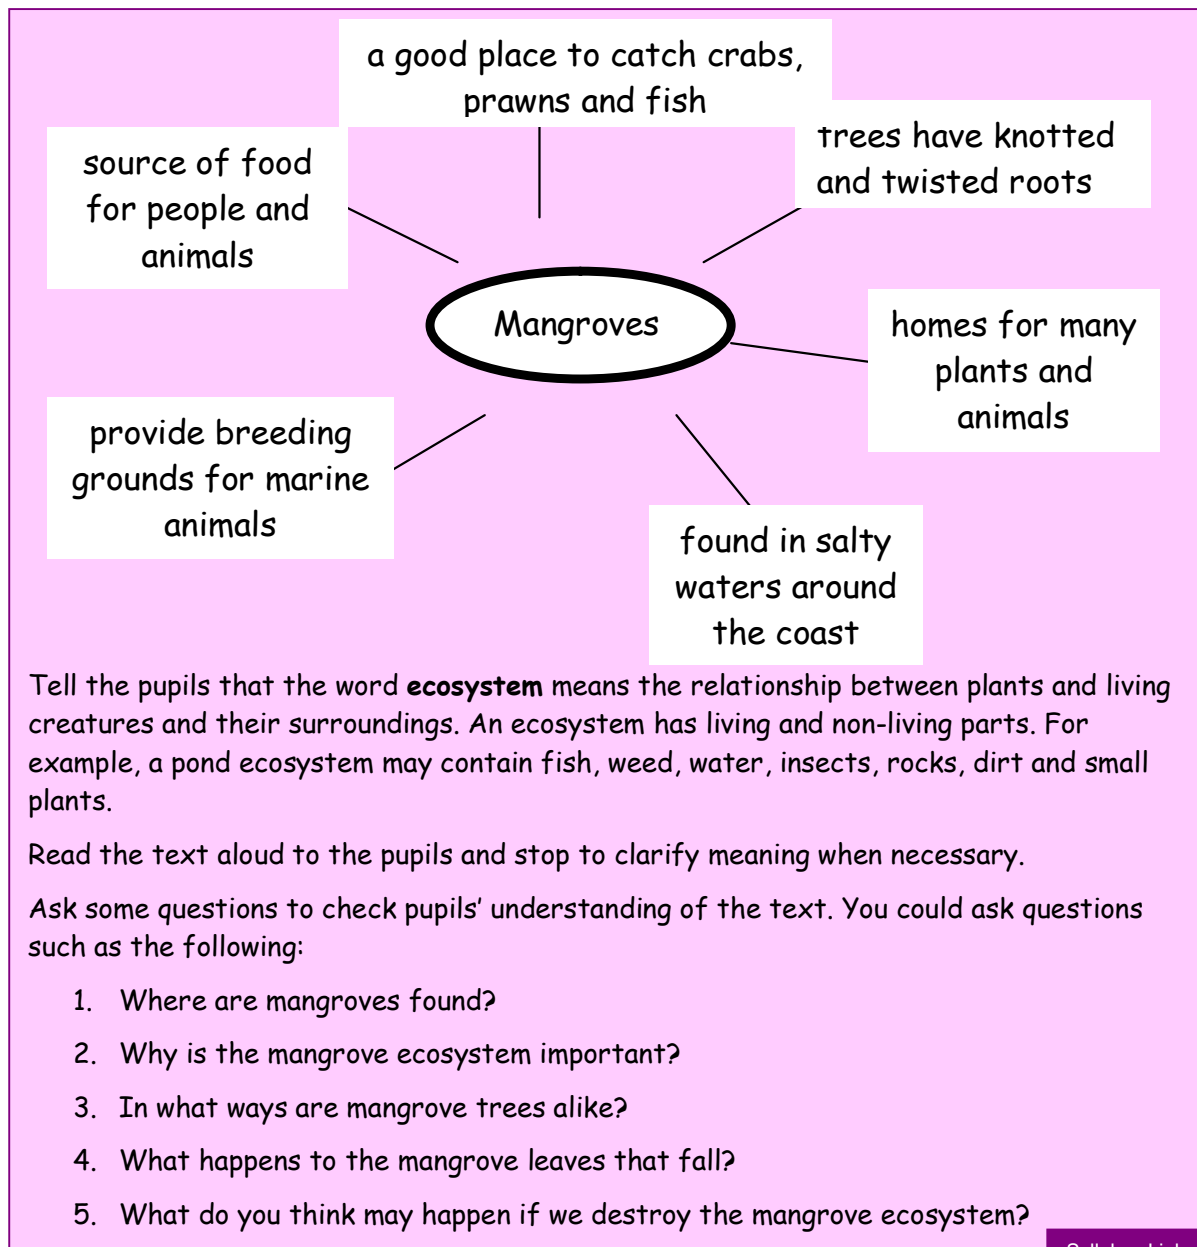 a good place to catch crabs,
prawns and fish
trees have knotted
and twisted roots
source of food
for people and
animals
Mangroves
homes for many
plants and
animals
provide breeding
grounds for marine
animals
found in salty
waters around
the coast
Tell the pupils that the word ecosystem means the relationship between plants and living
creatures and their surroundings. An ecosystem has living and non-living parts. For
example, a pond ecosystem may contain fish, weed, water, insects, rocks, dirt and small
plants.
Read the text aloud to the pupils and stop to clarify meaning when necessary.
Ask some questions to check pupils’ understanding of the text. You could ask questions
such as the following:
1. Where are mangroves found?
2. Why is the mangrove ecosystem important?
3. In what ways are mangrove trees alike?
4. What happens to the mangrove leaves that fall?
5. What do you think may happen if we destroy the mangrove ecosystem?